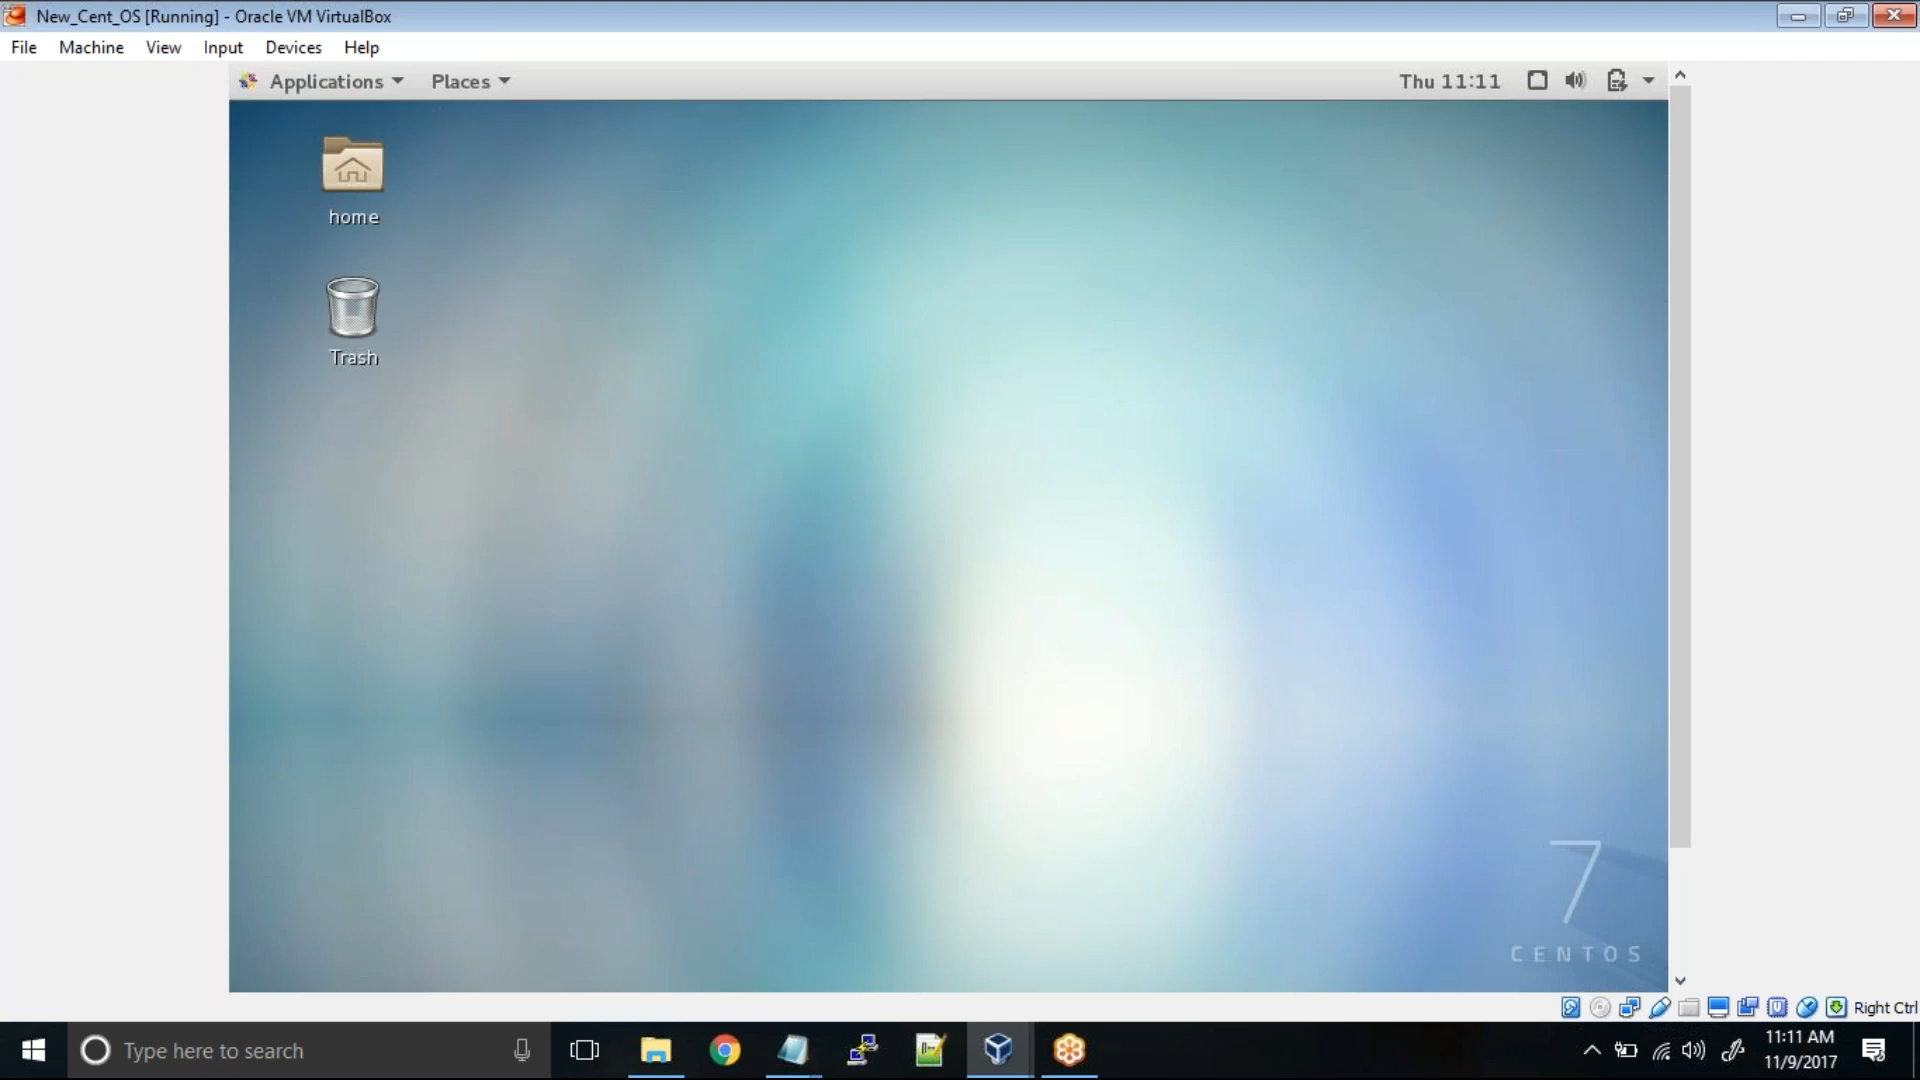 New_Cent_OS [Running] - Oracle VM VirtualBox
File Machine View Input Devices Help
Applications Places Thu 11:11
home
Trash
7
CENTOS
Right Ctrl
Type here to search
11:11 AM
11/9/2017